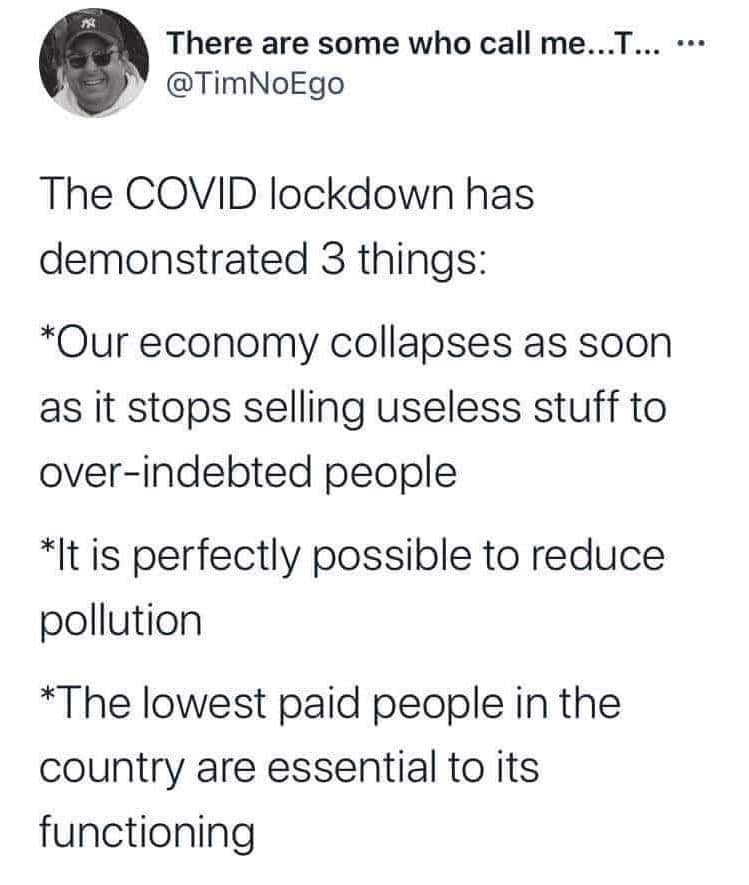 There are some who call me...T... ...
@TimNoEgo
The COVID lockdown has
demonstrated 3 things:
*Our economy collapses as soon
as it stops selling useless stuff to
over-indebted people
*It is perfectly possible to reduce
pollution
*The lowest paid people in the
country are essential to its
functioning